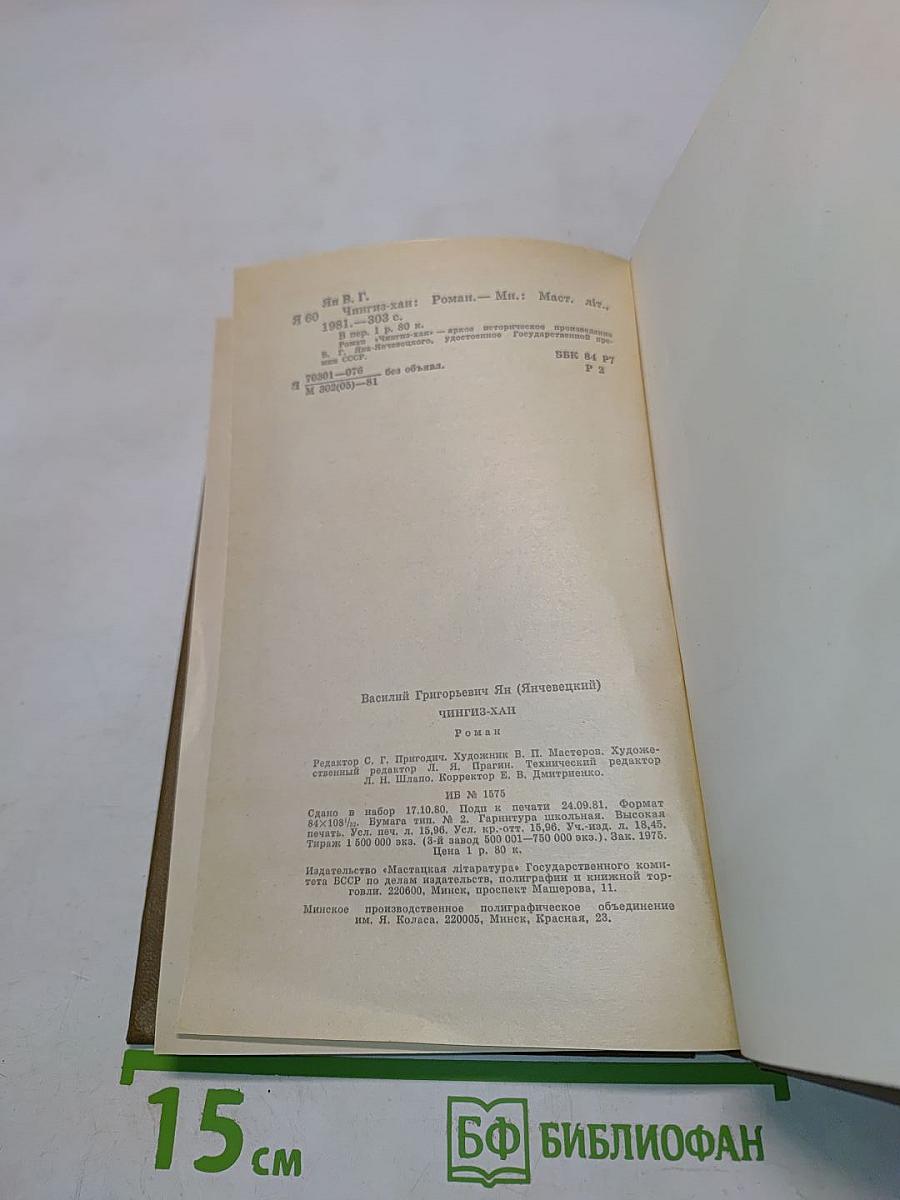 Ян В. Г.
Я 60 Чингиз-хан: Роман.— Мн.: Маст. літ.,
1981.—303 с.
В пер. 1 р. 80 к.
Роман «Чингиз-хан» — яркое историческое произведение
В. Г. Яна-Янчевецкого, удостоенное Государственной пре-
мии СССР.
Я 70301—076 без объявл.
М 302(05)—81
ББК 84 Р7
Р 2
Василий Григорьевич Ян (Янчевецкий)
ЧИНГИЗ-ХАН
Роман
Редактор С. Г. Пригодич. Художник В. П. Мастеров. Художе-
ственный редактор Л. Я. Прагин. Технический редактор
Л. Н. Шлапо. Корректор Е. В. Дмитриенко.
ИБ № 1575
Сдано в набор 17.10.80. Подп к печати 24.09.81. Формат
84×108¹/₃₂. Бумага тип. № 2. Гарнитура школьная. Высокая
печать. Усл. печ. л. 15,96. Усл. кр.-отт. 15,96. Уч.-изд. л. 18,45.
Тираж 1 500 000 экз. (3-й завод 500 001—750 000 экз.). Зак. 1975.
Цена 1 р. 80 к.
Издательство «Мастацкая літаратура» Государственного коми-
тета БССР по делам издательств, полиграфии и книжной тор-
говли. 220600, Минск, проспект Машерова, 11.
Минское производственное полиграфическое объединение
им. Я. Коласа. 220005, Минск, Красная, 23.
15 см
БФ БИБЛИОФАН